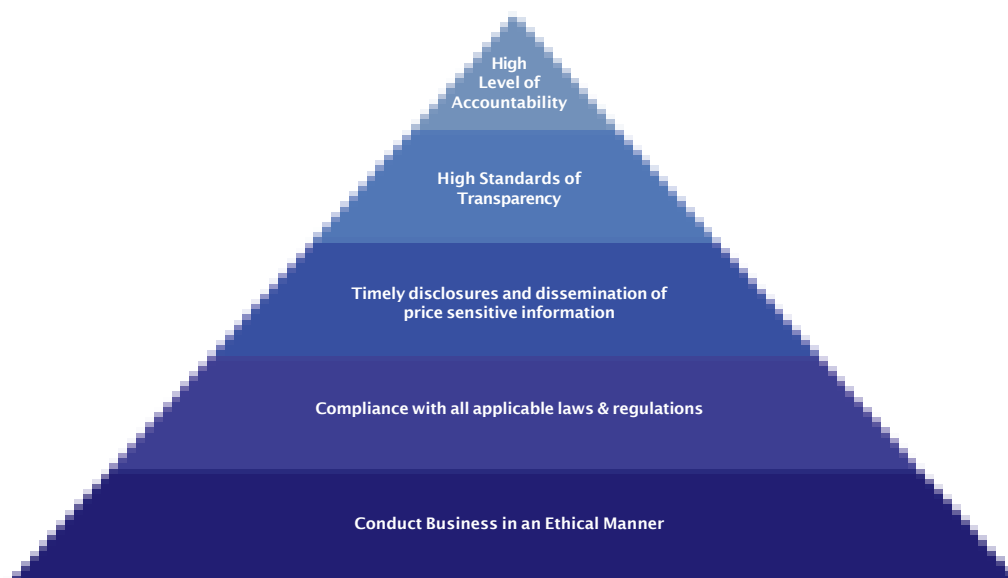 High
Level of
Accountability
High Standards of
Transparency
Timely disclosures and dissemination of
price sensitive information
Compliance with all applicable laws & regulations
Conduct Business in an Ethical Manner